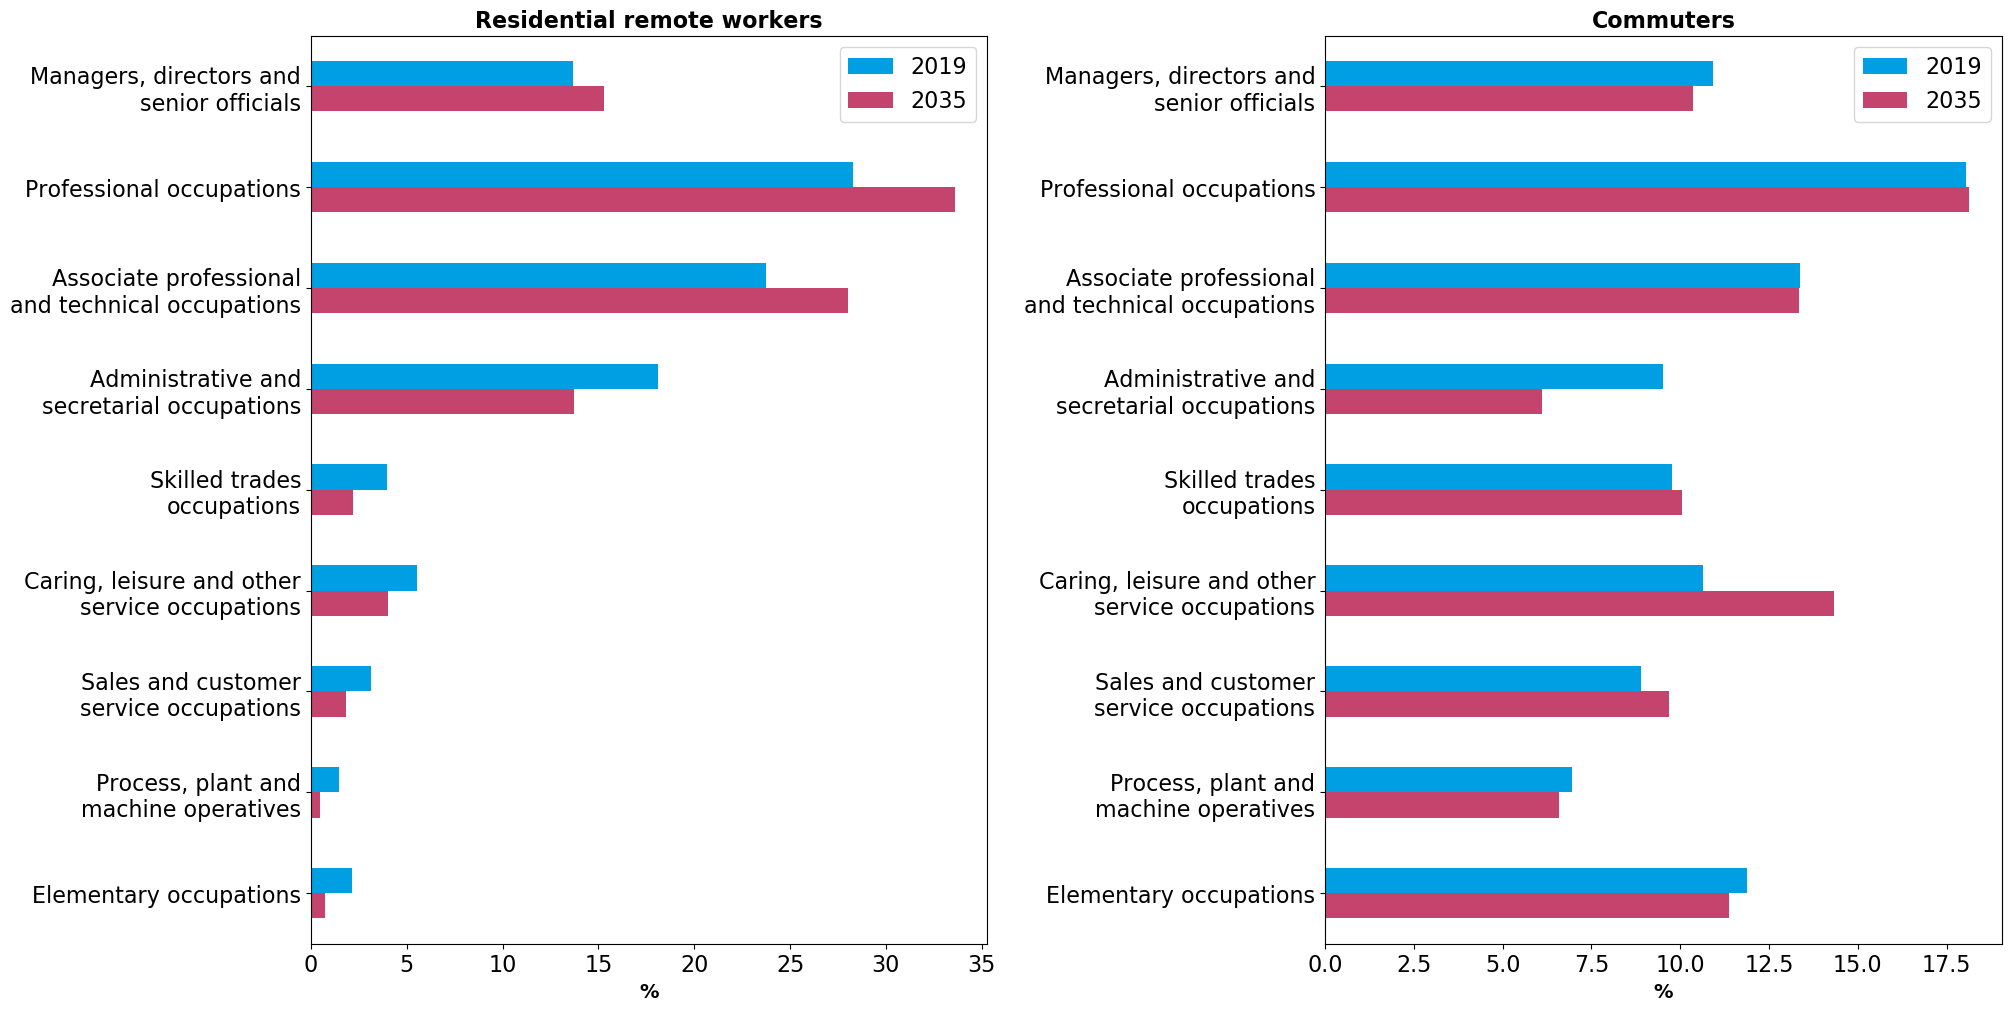 Residential remote workers
2019
2035
Managers, directors and
senior officials
Professional occupations
Associate professional
and technical occupations
Administrative and
secretarial occupations
Skilled trades
occupations
Caring, leisure and other
service occupations
Sales and customer
service occupations
Process, plant and
machine operatives
Elementary occupations
0 5 10 15 20 25 30 35
%
Commuters
2019
2035
Managers, directors and
senior officials
Professional occupations
Associate professional
and technical occupations
Administrative and
secretarial occupations
Skilled trades
occupations
Caring, leisure and other
service occupations
Sales and customer
service occupations
Process, plant and
machine operatives
Elementary occupations
0.0 2.5 5.0 7.5 10.0 12.5 15.0 17.5
%